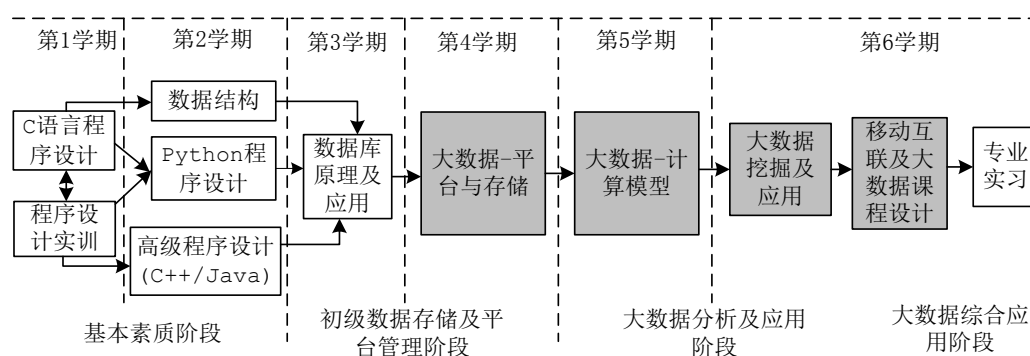 第1学期
第2学期
第3学期
第4学期
第5学期
第6学期
C语言程
序设计
程序设
计实训
数据结构
Python程
序设计
高级程序设计
(C++/Java)
数据库
原理及
应用
大数据-平
台与存储
大数据-计
算模型
大数据
挖掘及
应用
移动互
联及大
数据课
程设计
专业
实习
基本素质阶段
初级数据存储及平
台管理阶段
大数据分析及应用
阶段
大数据综合应
用阶段